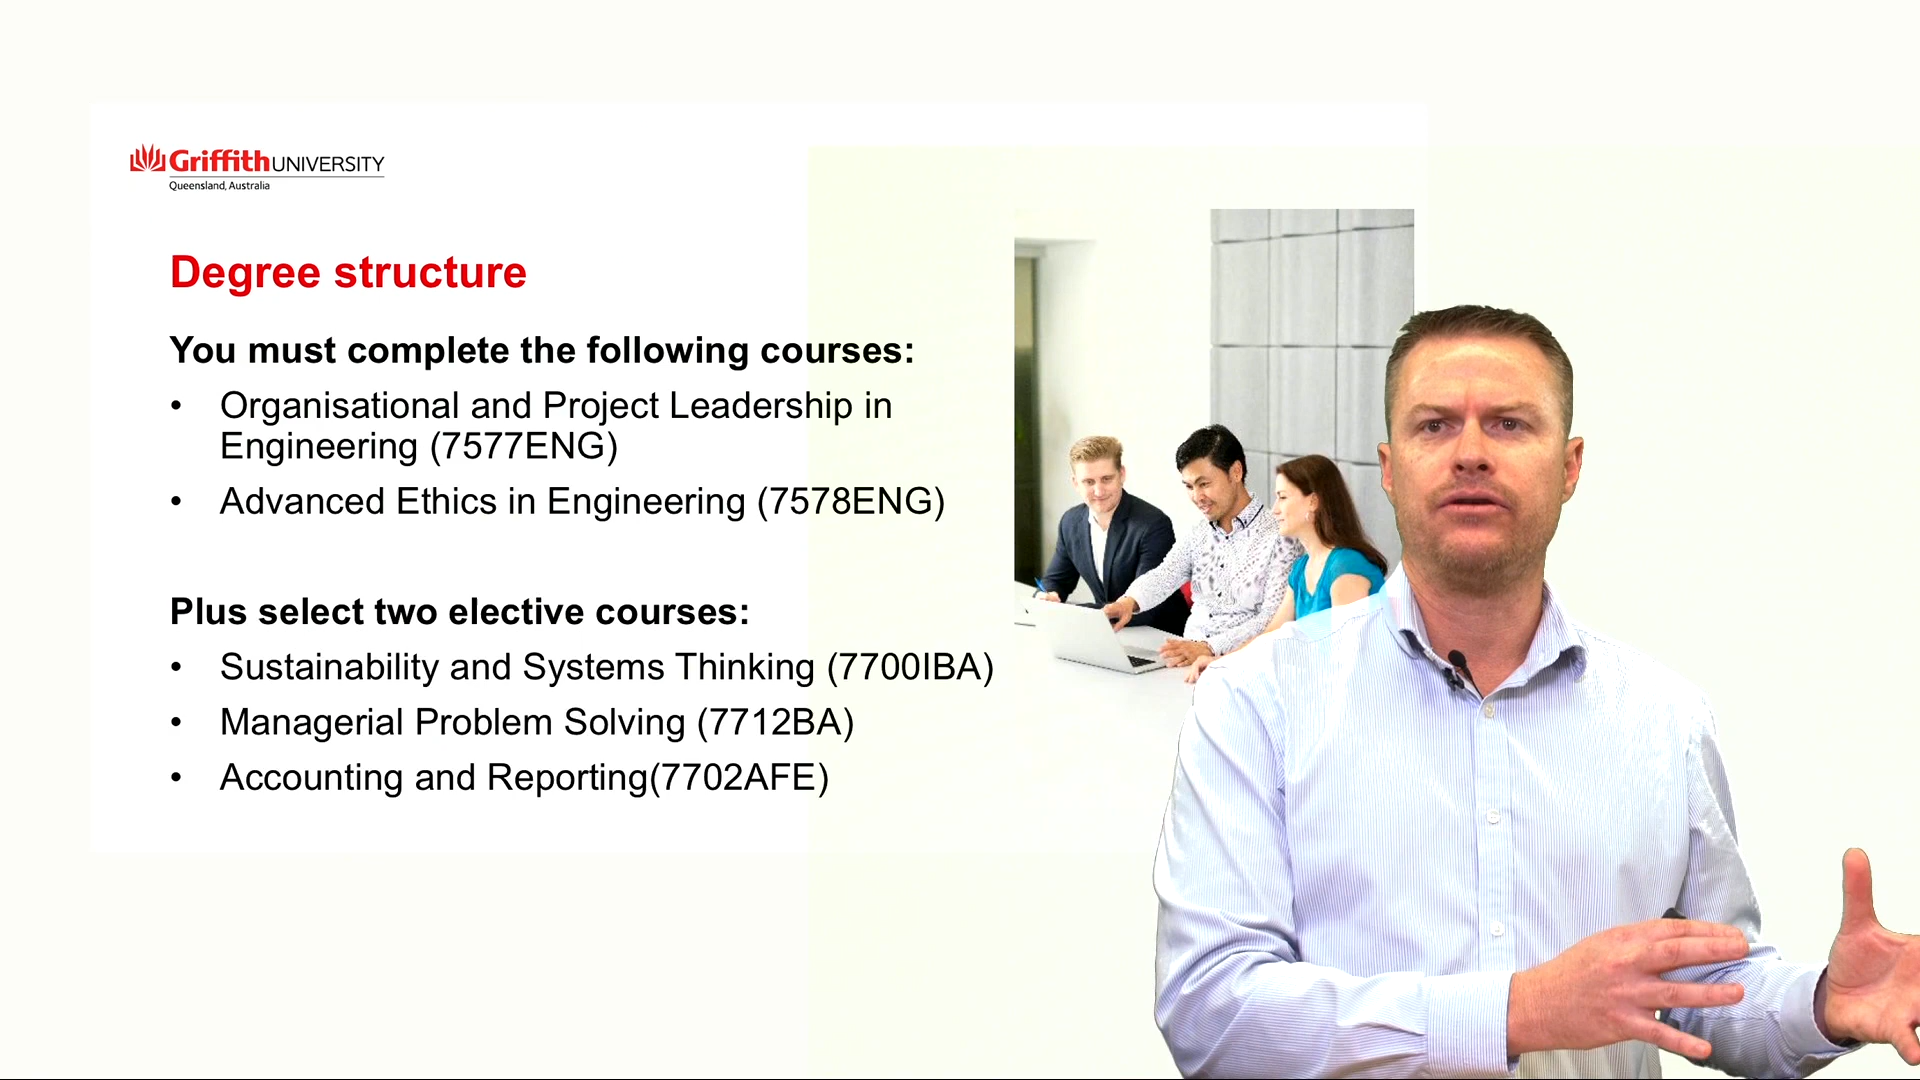 Griffith UNIVERSITY
Queensland, Australia
Degree structure
You must complete the following courses:
• Organisational and Project Leadership in
Engineering (7577ENG)
• Advanced Ethics in Engineering (7578ENG)
Plus select two elective courses:
• Sustainability and Systems Thinking (7700IBA)
• Managerial Problem Solving (7712BA)
• Accounting and Reporting(7702AFE)